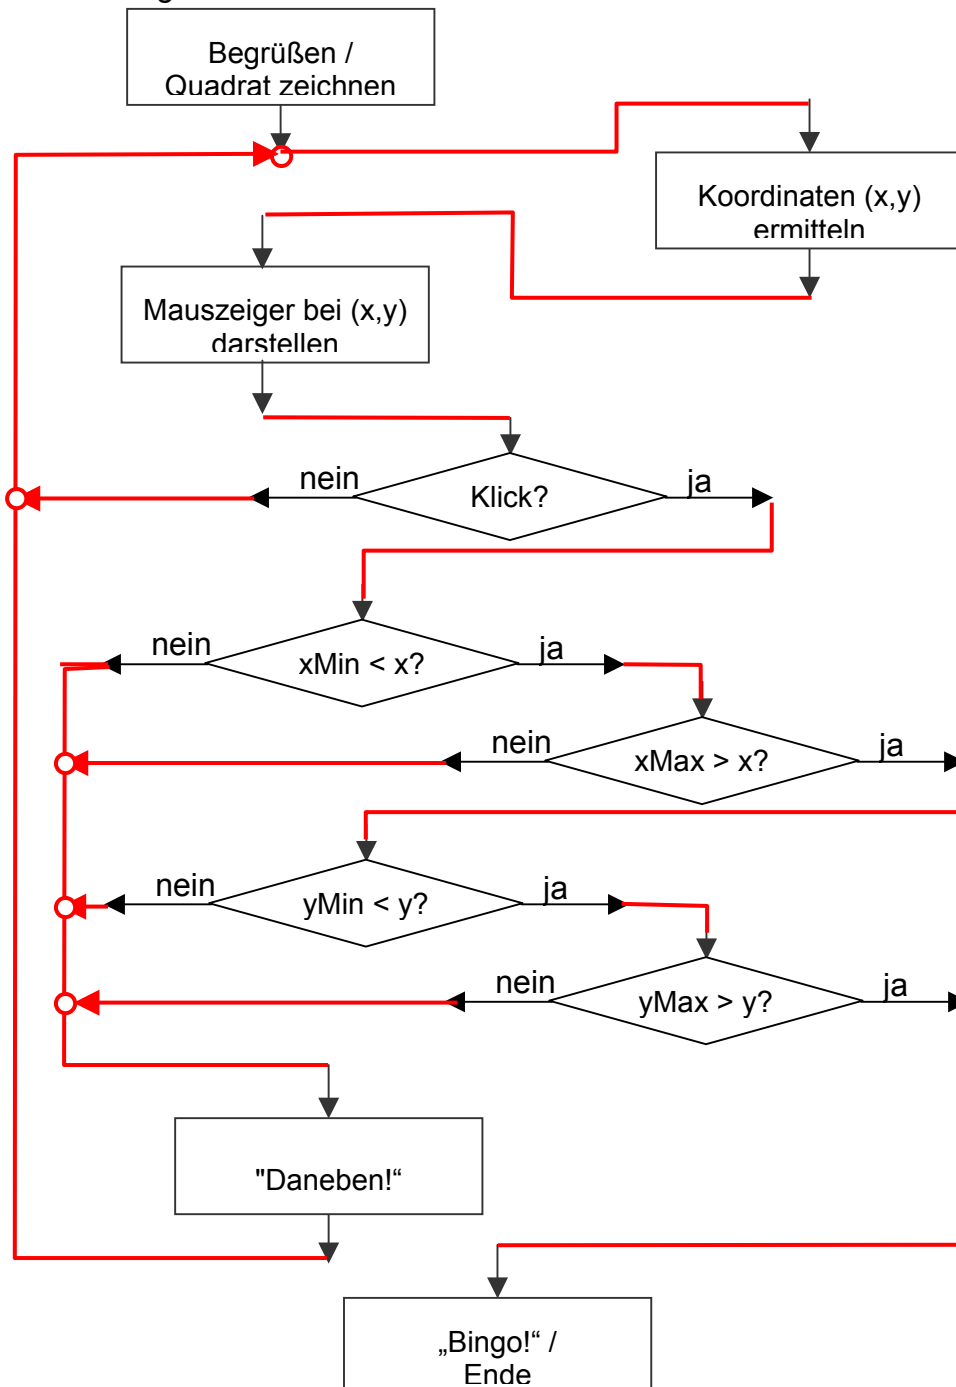 Begrüßen /
Quadrat zeichnen
Koordinaten (x,y)
ermitteln
Mauszeiger bei (x,y)
darstellen
nein
Klick?
ja
nein
xMin < x?
ja
nein
xMax > x?
ja
nein
yMin < y?
ja
nein
yMax > y?
ja
"Daneben!“
„Bingo!“ /
Ende